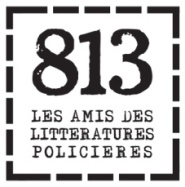 813
LES AMIS DES
LITTERATURES
POLICIERES